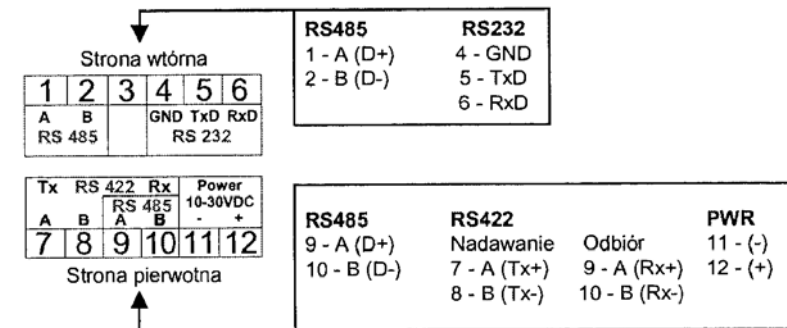 Strona wtórna
1 2 3 4 5 6
A B GND TxD RxD
RS 485 RS 232
RS485 RS232
1 - A (D+) 4 - GND
2 - B (D-) 5 - TxD
6 - RxD
Tx RS 422 Rx Power
RS 485 10-30VDC
A B A B - +
7 8 9 10 11 12
Strona pierwotna
RS485 RS422 PWR
9 - A (D+) Nadawanie Odbiór 11 - (-)
10 - B (D-) 7 - A (Tx+) 9 - A (Rx+) 12 - (+)
8 - B (Tx-) 10 - B (Rx-)